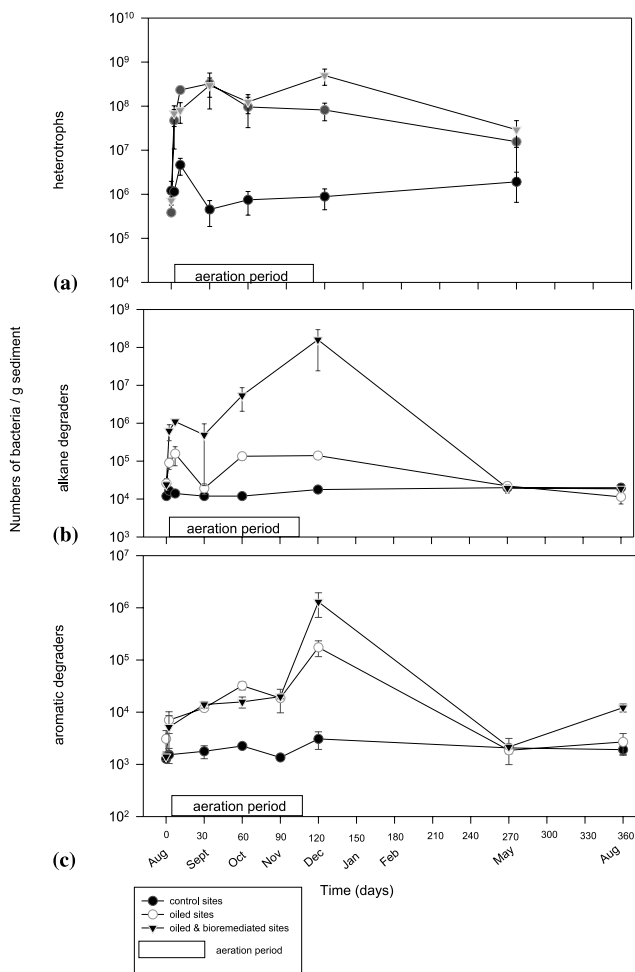 10^10
10^9
10^8
10^7
10^6
10^5
10^4
heterotrophs
(a)
aeration period
Numbers of bacteria / g sediment
10^9
10^8
10^7
10^6
10^5
10^4
10^3
alkane degraders
(b)
aeration period
10^7
10^6
10^5
10^4
10^3
10^2
aromatic degraders
(c)
aeration period
0 30 60 90 120 150 180 210 240 270 300 330 360
Aug Sept Oct Nov Dec Jan Feb May Aug
Time (days)
control sites
oiled sites
oiled & bioremediated sites
aeration period